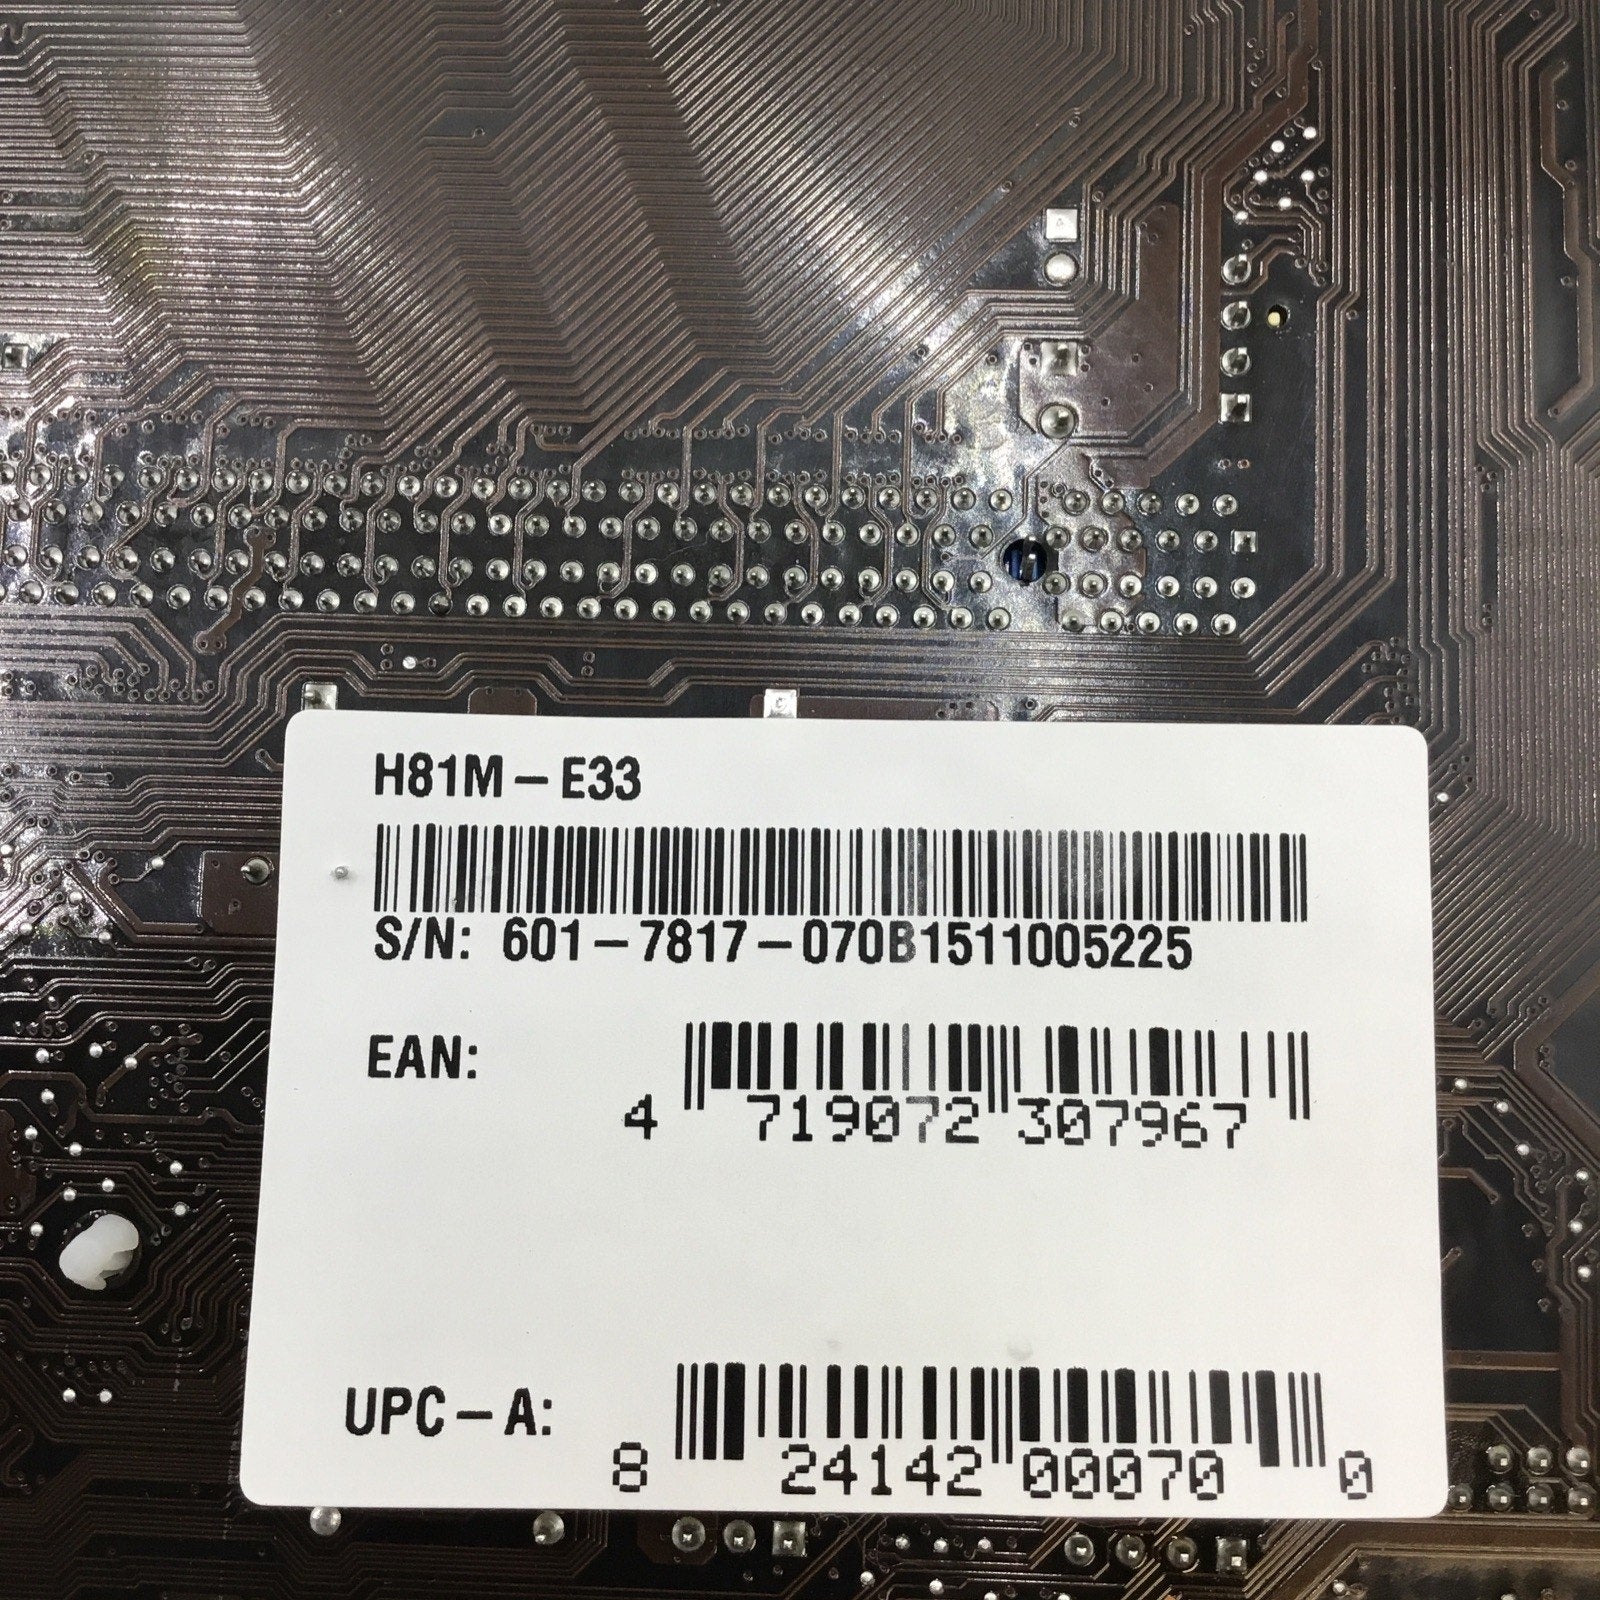 H81M-E33
S/N: 601-7817-070B1511005225
EAN:
4 719072 307967
UPC-A:
8 24142 00070 0